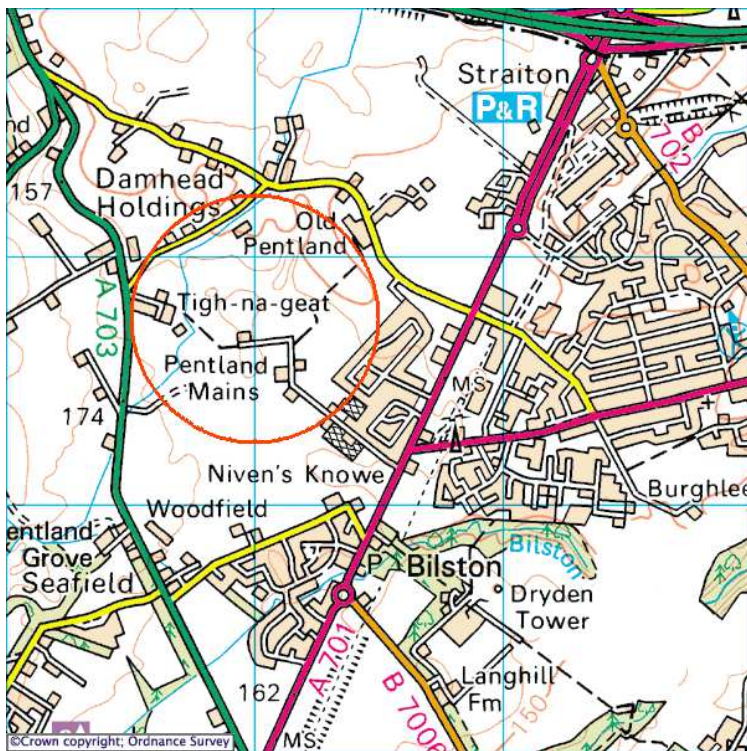 Straiton
P&R
B
702
nd
157
Damhead
Holdings
Old
Pentland
Tigh-na-geat
A 703
Pentland
Mains
MS
174
Niven's Knowe
Burghlee
Woodfield
entland
Grove
Seafield
P
Bilston
Bilston
Dryden
Tower
A 701
Langhill
Fm
162
B 7006
150
MS
©Crown copyright; Ordnance Survey